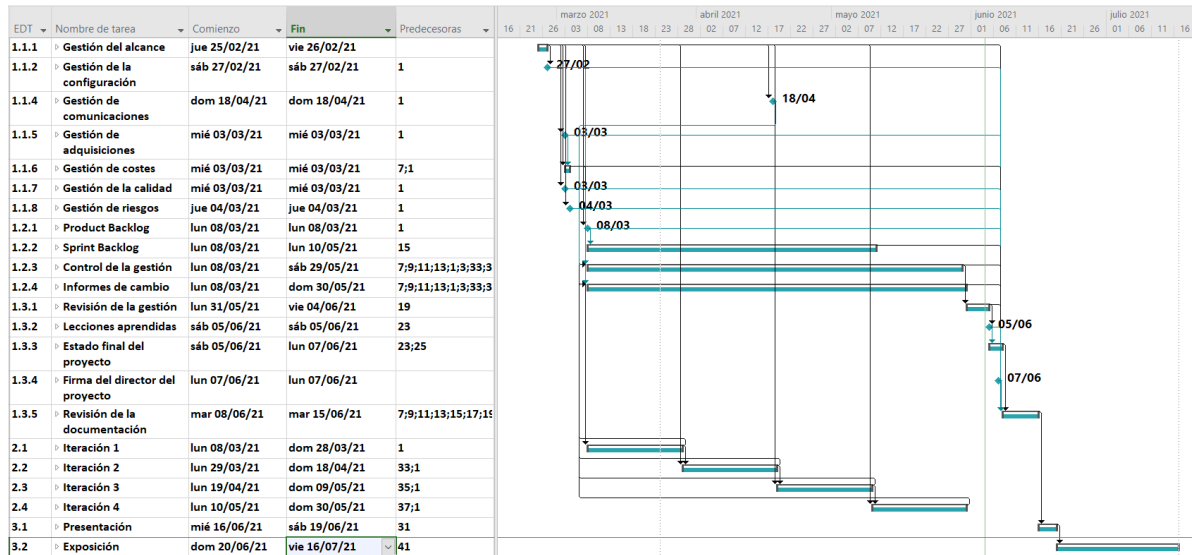 marzo 2021 abril 2021 mayo 2021 junio 2021 julio 2021
EDT Nombre de tarea Comienzo Fin Predecesoras 16 21 26 03 08 13 18 23 28 02 07 12 17 22 27 02 07 12 17 22 27 01 06 11 16 21 26 01 06 11 16
1.1.1 Gestión del alcance jue 25/02/21 vie 26/02/21
1.1.2 Gestión de la sáb 27/02/21 sáb 27/02/21 1 27/02
configuración
1.1.4 Gestión de dom 18/04/21 dom 18/04/21 1 18/04
comunicaciones
1.1.5 Gestión de mié 03/03/21 mié 03/03/21 1 03/03
adquisiciones
1.1.6 Gestión de costes mié 03/03/21 mié 03/03/21 7;1
1.1.7 Gestión de la calidad mié 03/03/21 mié 03/03/21 1 03/03
1.1.8 Gestión de riesgos jue 04/03/21 jue 04/03/21 1 04/03
1.2.1 Product Backlog lun 08/03/21 lun 08/03/21 1 08/03
1.2.2 Sprint Backlog lun 08/03/21 lun 10/05/21 15
1.2.3 Control de la gestión lun 08/03/21 sáb 29/05/21 7;9;11;13;1;3;33;3
1.2.4 Informes de cambio lun 08/03/21 dom 30/05/21 7;9;11;13;1;3;33;3
1.3.1 Revisión de la gestión lun 31/05/21 vie 04/06/21 19
1.3.2 Lecciones aprendidas sáb 05/06/21 sáb 05/06/21 23 05/06
1.3.3 Estado final del sáb 05/06/21 lun 07/06/21 23;25
proyecto
1.3.4 Firma del director del lun 07/06/21 lun 07/06/21 07/06
proyecto
1.3.5 Revisión de la mar 08/06/21 mar 15/06/21 7;9;11;13;15;17;19
documentación
2.1 Iteración 1 lun 08/03/21 dom 28/03/21 1
2.2 Iteración 2 lun 29/03/21 dom 18/04/21 33;1
2.3 Iteración 3 lun 19/04/21 dom 09/05/21 35;1
2.4 Iteración 4 lun 10/05/21 dom 30/05/21 37;1
3.1 Presentación mié 16/06/21 sáb 19/06/21 31
3.2 Exposición dom 20/06/21 vie 16/07/21 41